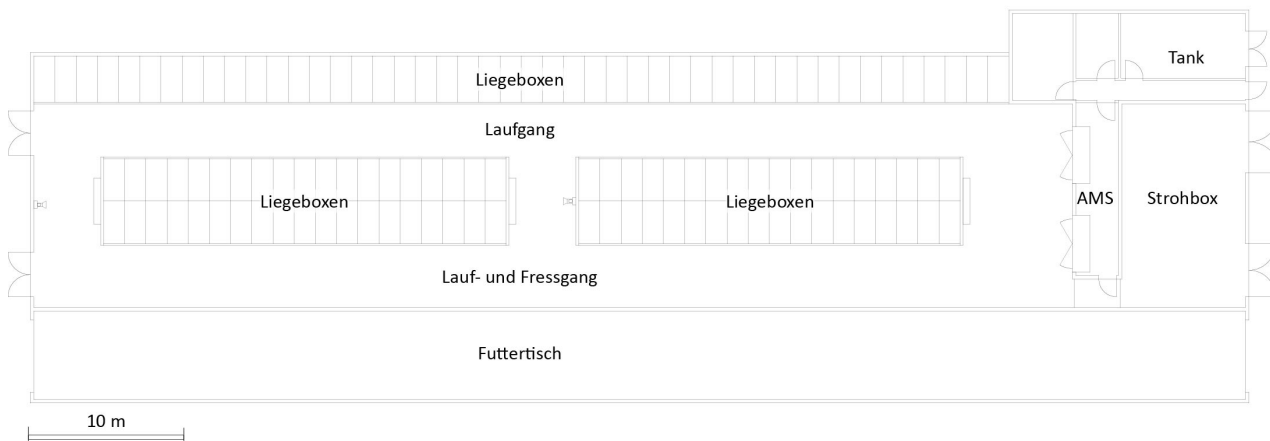 Tank
Liegeboxen
Laufgang
Liegeboxen
Liegeboxen
AMS
Strohbox
Lauf- und Fressgang
Futtertisch
10 m